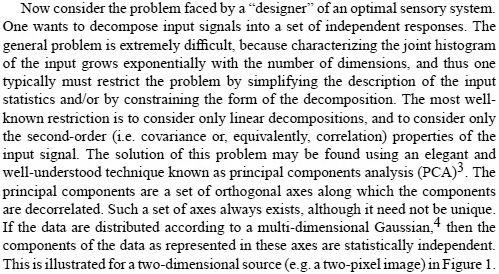 Now consider the problem faced by a “designer” of an optimal sensory system.
One wants to decompose input signals into a set of independent responses. The
general problem is extremely difficult, because characterizing the joint histogram
of the input grows exponentially with the number of dimensions, and thus one
typically must restrict the problem by simplifying the description of the input
statistics and/or by constraining the form of the decomposition. The most well-
known restriction is to consider only linear decompositions, and to consider only
the second-order (i.e. covariance or, equivalently, correlation) properties of the
input signal. The solution of this problem may be found using an elegant and
well-understood technique known as principal components analysis (PCA)3. The
principal components are a set of orthogonal axes along which the components
are decorrelated. Such a set of axes always exists, although it need not be unique.
If the data are distributed according to a multi-dimensional Gaussian,4 then the
components of the data as represented in these axes are statistically independent.
This is illustrated for a two-dimensional source (e.g. a two-pixel image) in Figure 1.